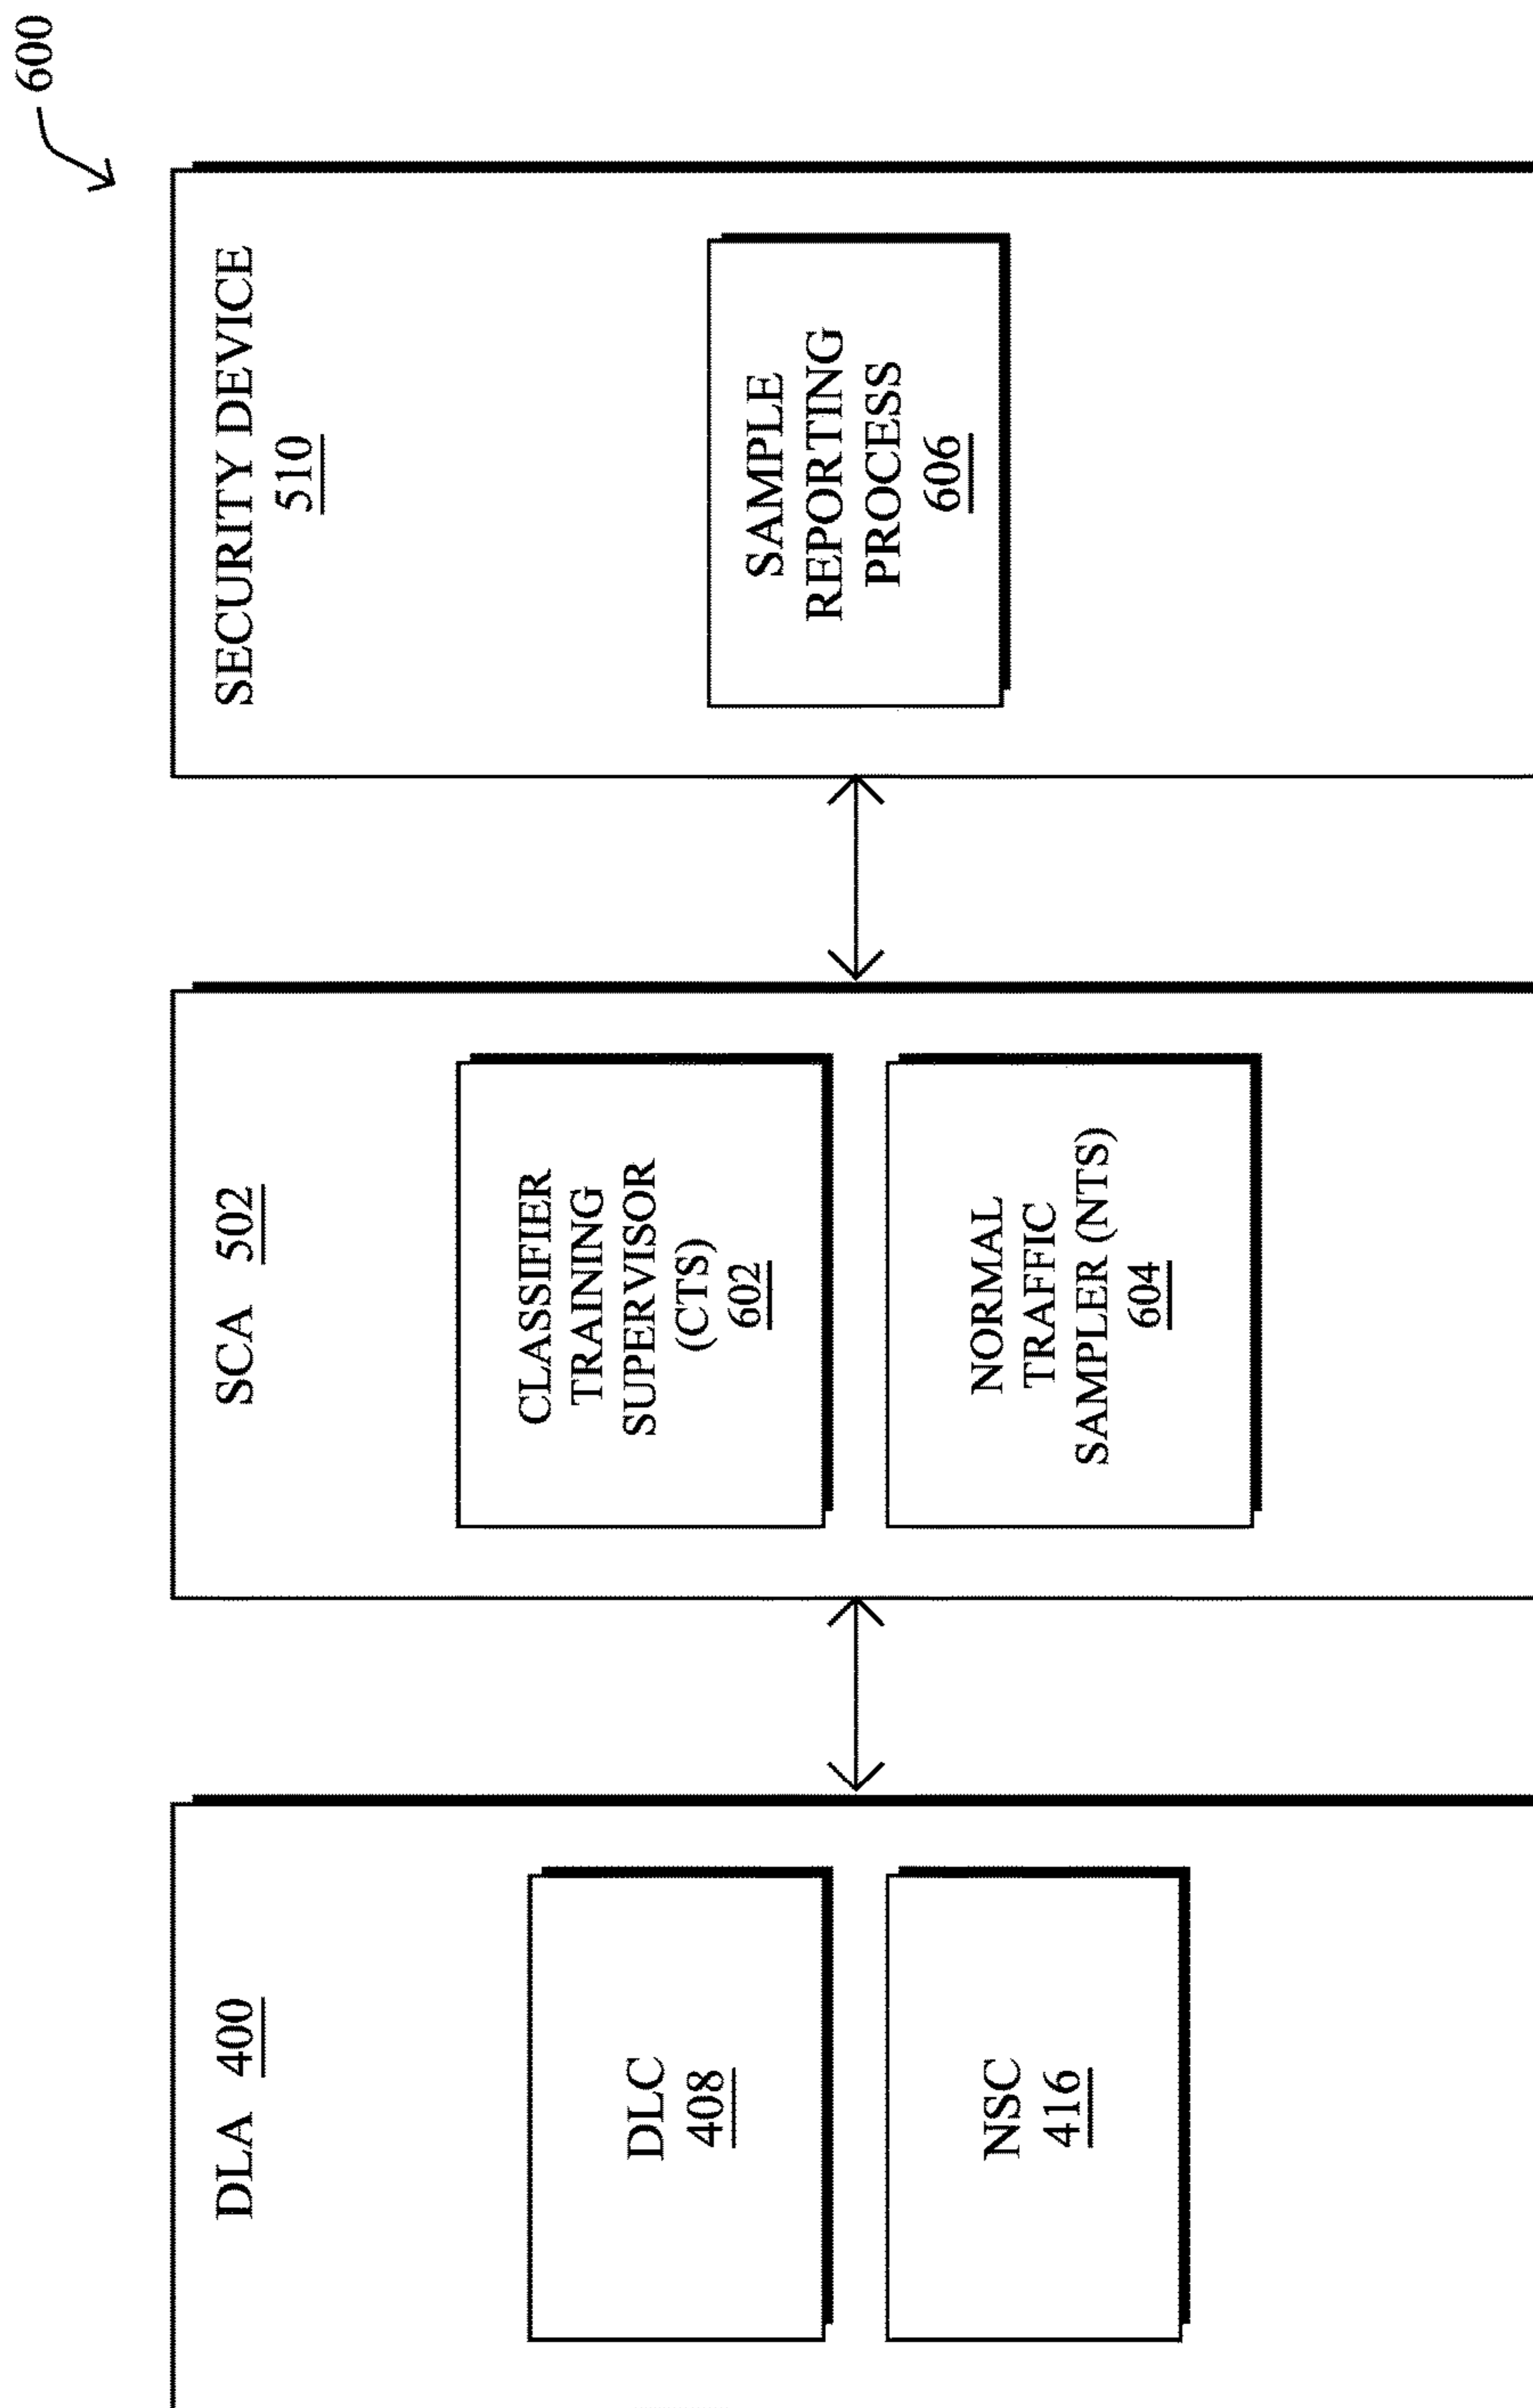 600
DLA 400
DLC
408
NSC
416
SCA 502
CLASSIFIER
TRAINING
SUPERVISOR
(CTS)
602
NORMAL
TRAFFIC
SAMPLER (NTS)
604
SECURITY DEVICE
510
SAMPLE
REPORTING
PROCESS
606